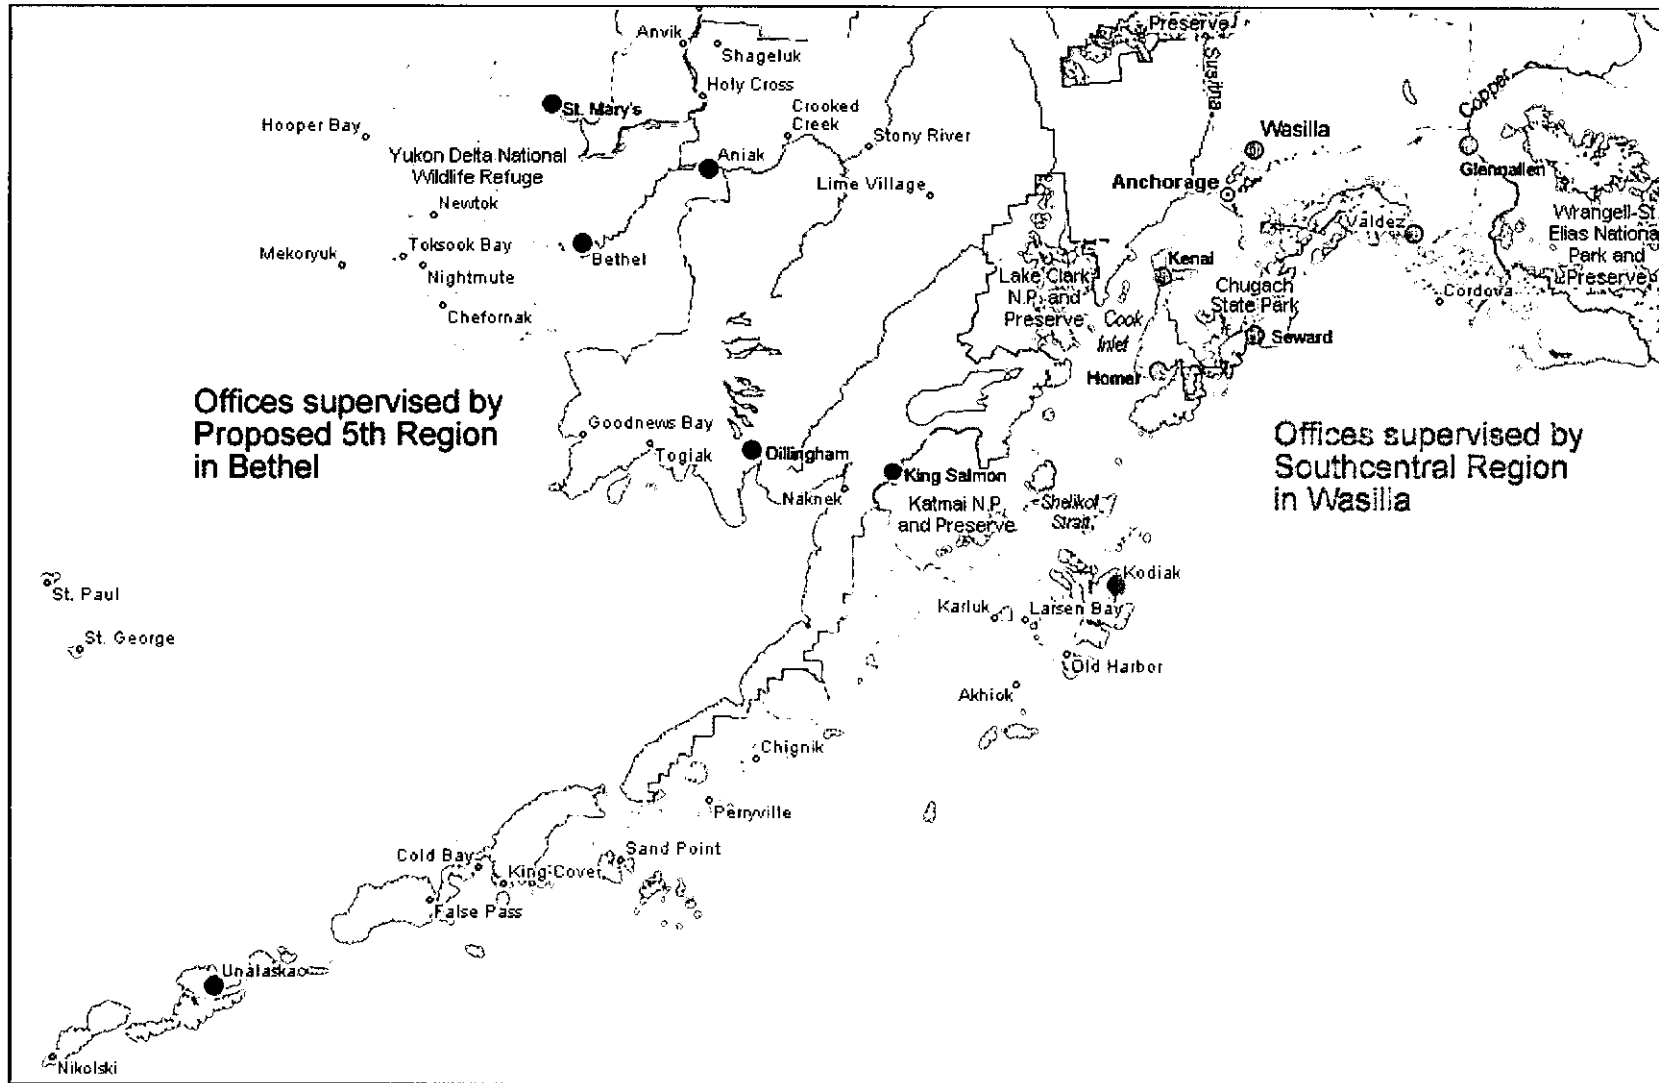 Anvik
Shageluk
Preserve
Susitna
Copper
Holy Cross
St. Mary's
Crooked
Creek
Hooper Bay
Stony River
Wasilla
Yukon Delta National
Wildlife Refuge
Aniak
Lime Village
Anchorage
Glennallen
Newtok
Wrangell-St.
Elias National
Park and
Preserve
Valdez
Toksook Bay
Mekoryuk
Nightmute
Bethel
Lake Clark
N.P. and
Preserve
Kenai
Chugach
State Park
Cordova
Chefornak
Cook
Inlet
Seward
Homer
Offices supervised by
Proposed 5th Region
in Bethel
Goodnews Bay
Togiak
Dillingham
Offices supervised by
Southcentral Region
in Wasilla
Naknek
King Salmon
Katmai N.P.
and Preserve
Shelikof
Strait
St. Paul
Kodiak
Karluk
Larsen Bay
St. George
Old Harbor
Akhiok
Chignik
Perryville
Cold Bay
King Cover
Sand Point
False Pass
Unalaska
Nikolski